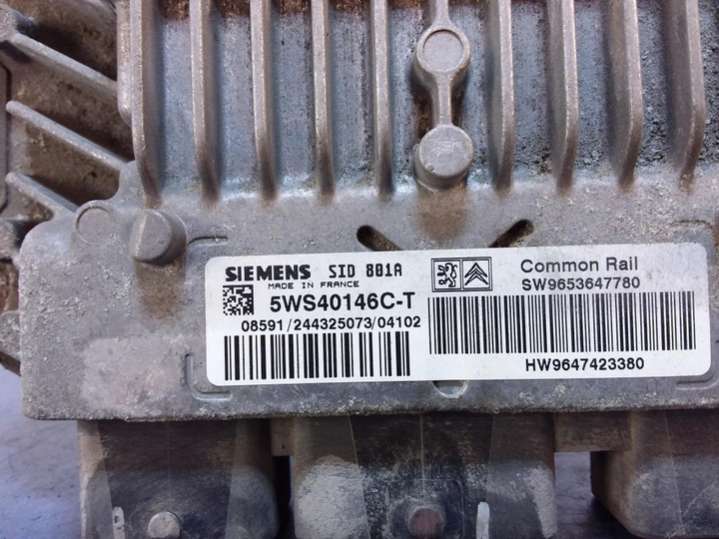 SIEMENS SID 801A
MADE IN FRANCE
5WS40146C-T
08591/244325073/04102
Common Rail
SW9653647780
HW9647423380